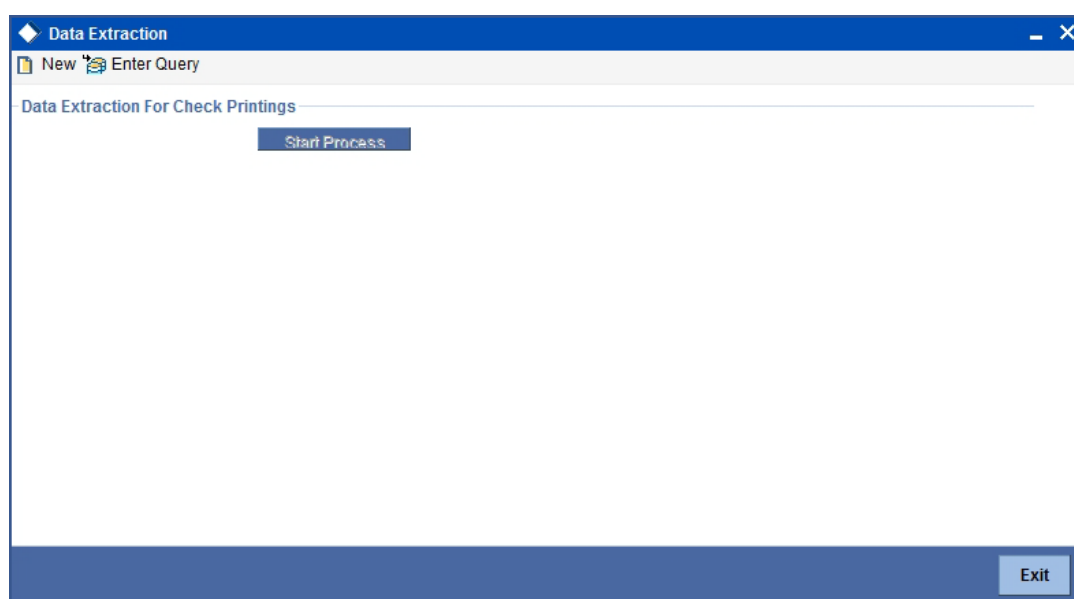 Data Extraction
New Enter Query
Data Extraction For Check Printings
Start Process
Exit